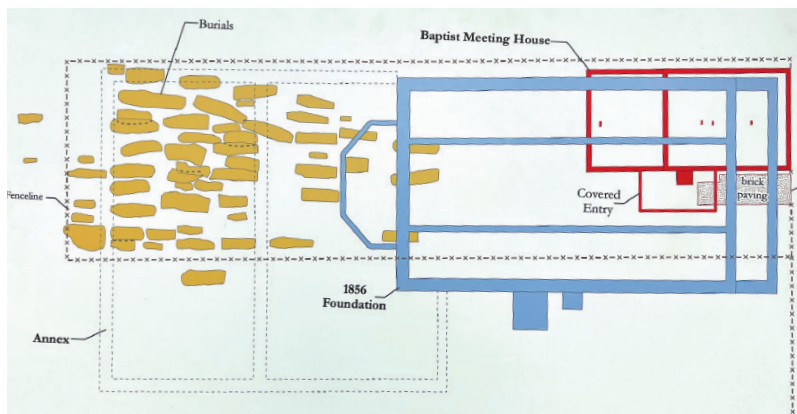 Burials
Baptist Meeting House
Covered
Entry
brick
paving
Fenceline
1856
Foundation
Annex